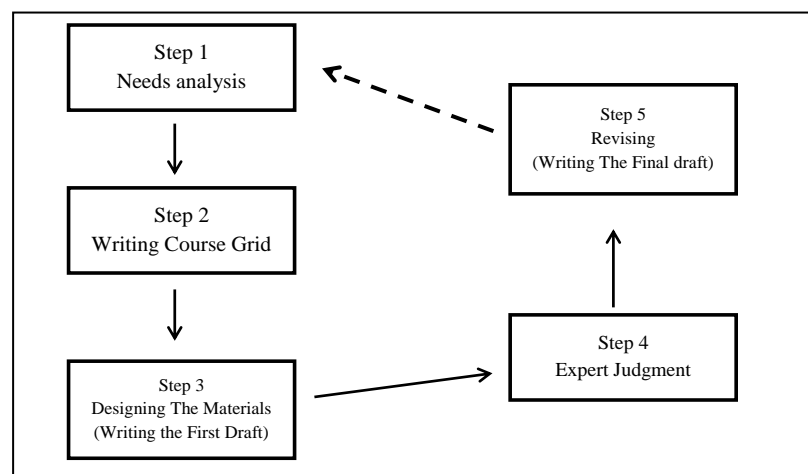 Step 1
Needs analysis
Step 2
Writing Course Grid
Step 3
Designing The Materials
(Writing the First Draft)
Step 4
Expert Judgment
Step 5
Revising
(Writing The Final draft)